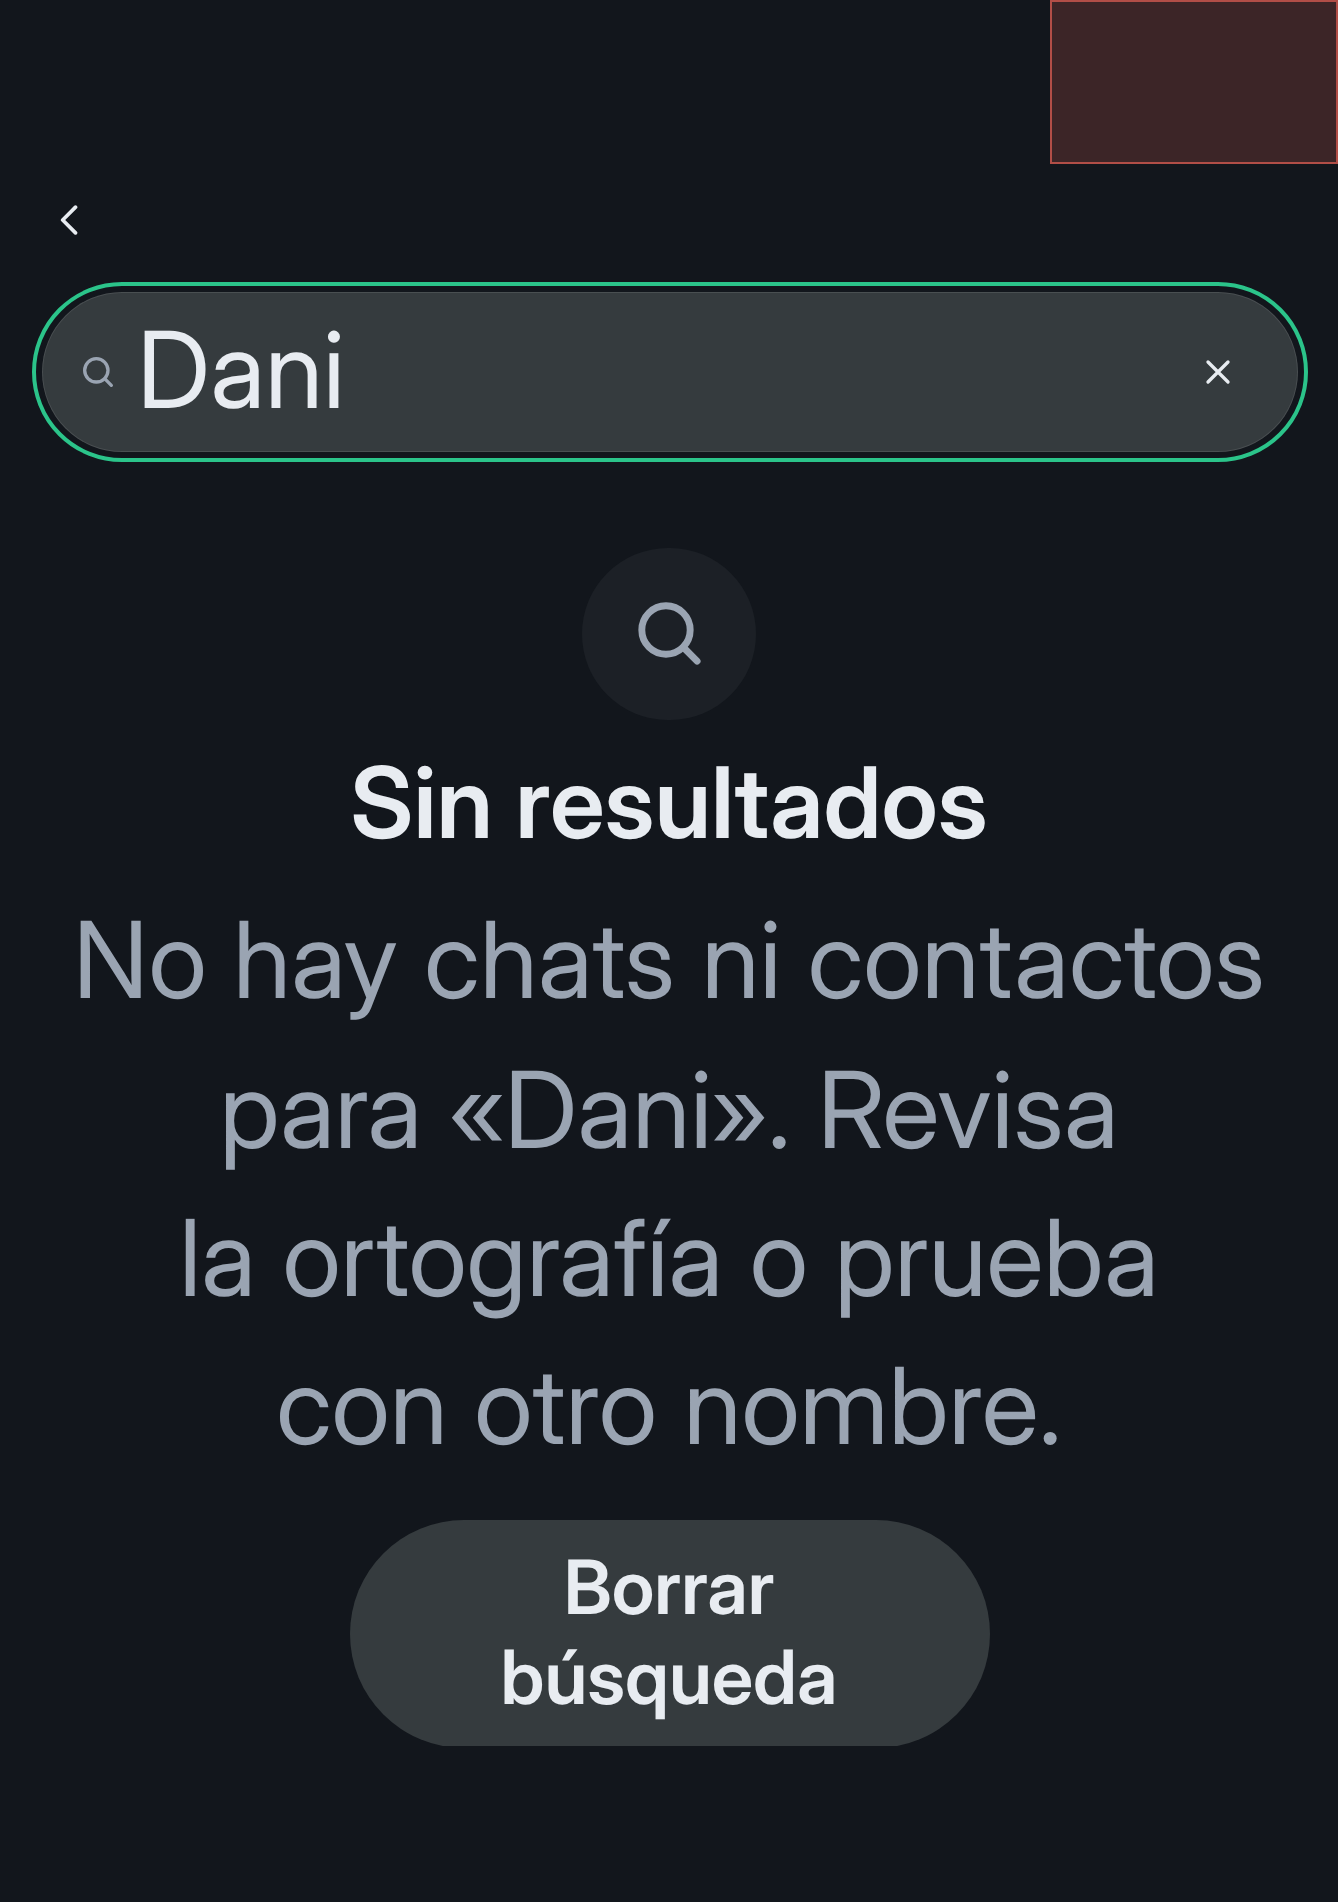 Dani
Sin resultados
No hay chats ni contactos
para «Dani». Revisa
la ortografía o prueba
con otro nombre.
Borrar
búsqueda